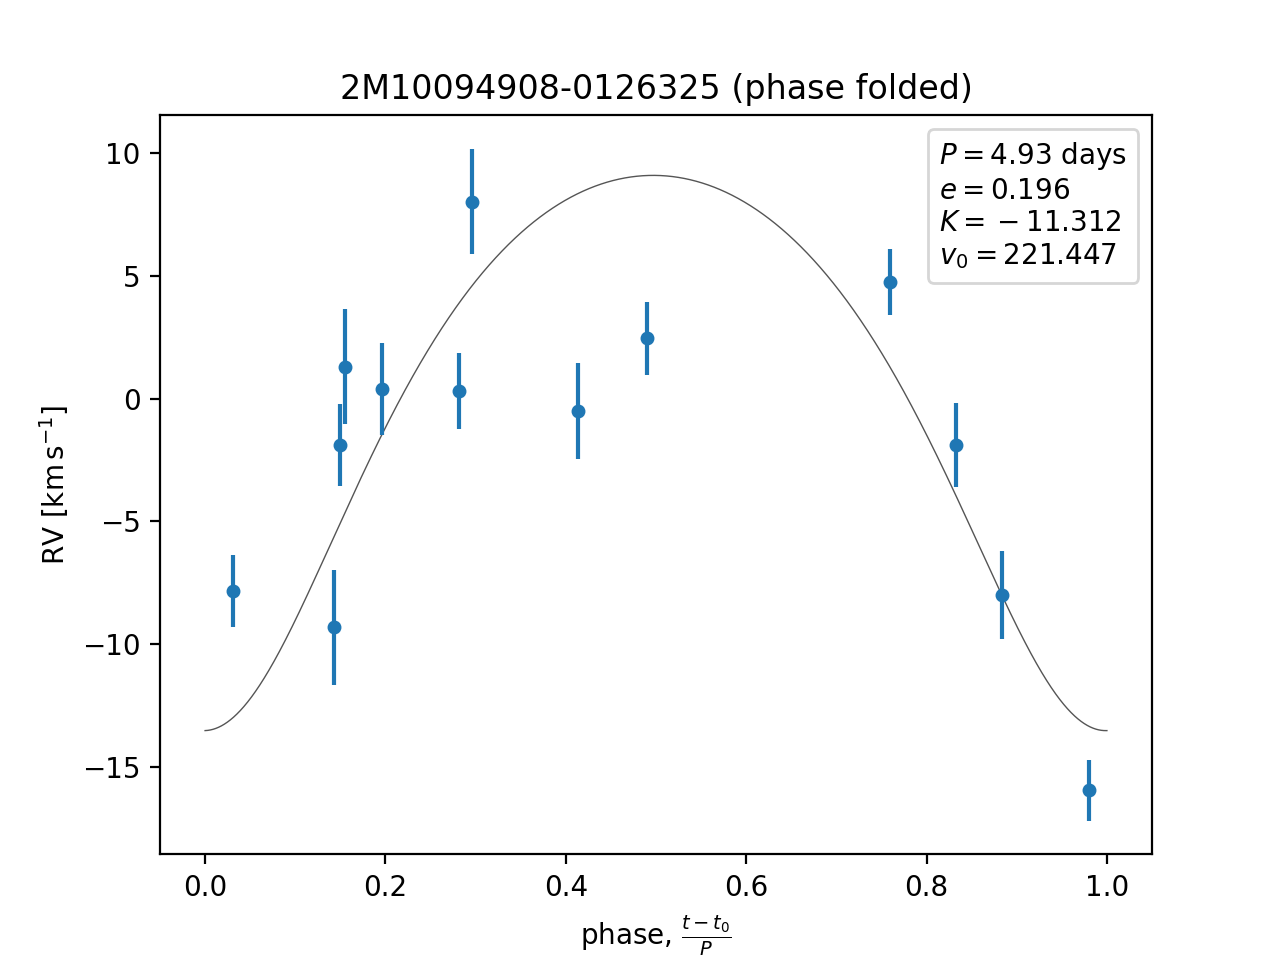 2M10094908-0126325 (phase folded)
P = 4.93 days
e = 0.196
K = −11.312
v₀ = 221.447
RV [km s⁻¹]
10
5
0
−5
−10
−15
0.0 0.2 0.4 0.6 0.8 1.0
phase, (t − t₀)/P